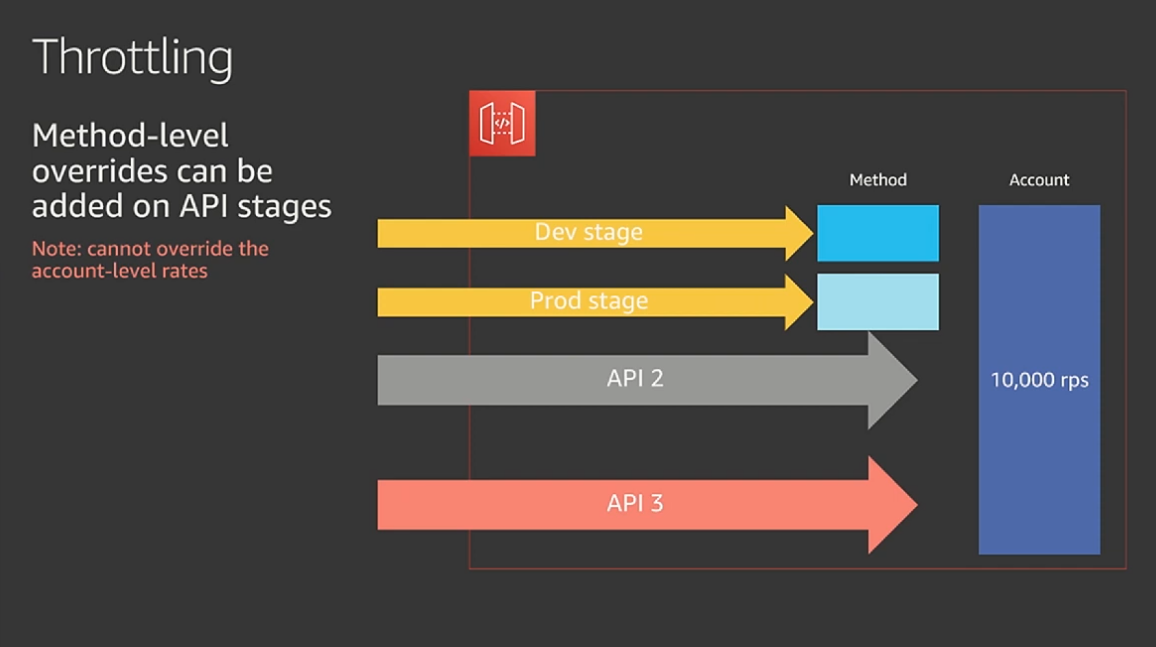 Throttling
Method-level
overrides can be
added on API stages
Note: cannot override the
account-level rates
</>
Method
Account
Dev stage
Prod stage
API 2
10,000 rps
API 3